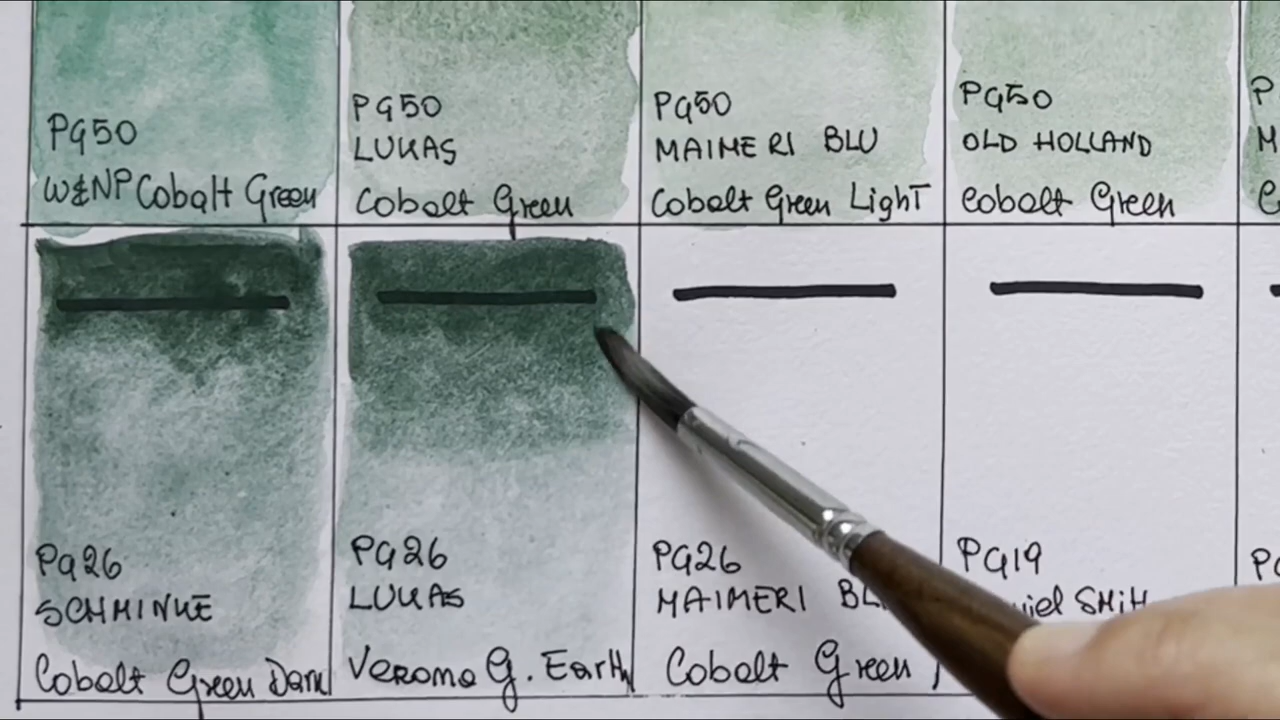 PG50
W&NP Cobalt Green
PG50
LUKAS
Cobalt Green
PG50
MAIMERI BLU
Cobalt Green Light
PG50
OLD HOLLAND
Cobalt Green
PG26
SCHMINKE
Cobalt Green Dark
PG26
LUKAS
Verona G. Earth
PG26
MAIMERI
Cobalt Green
PG19